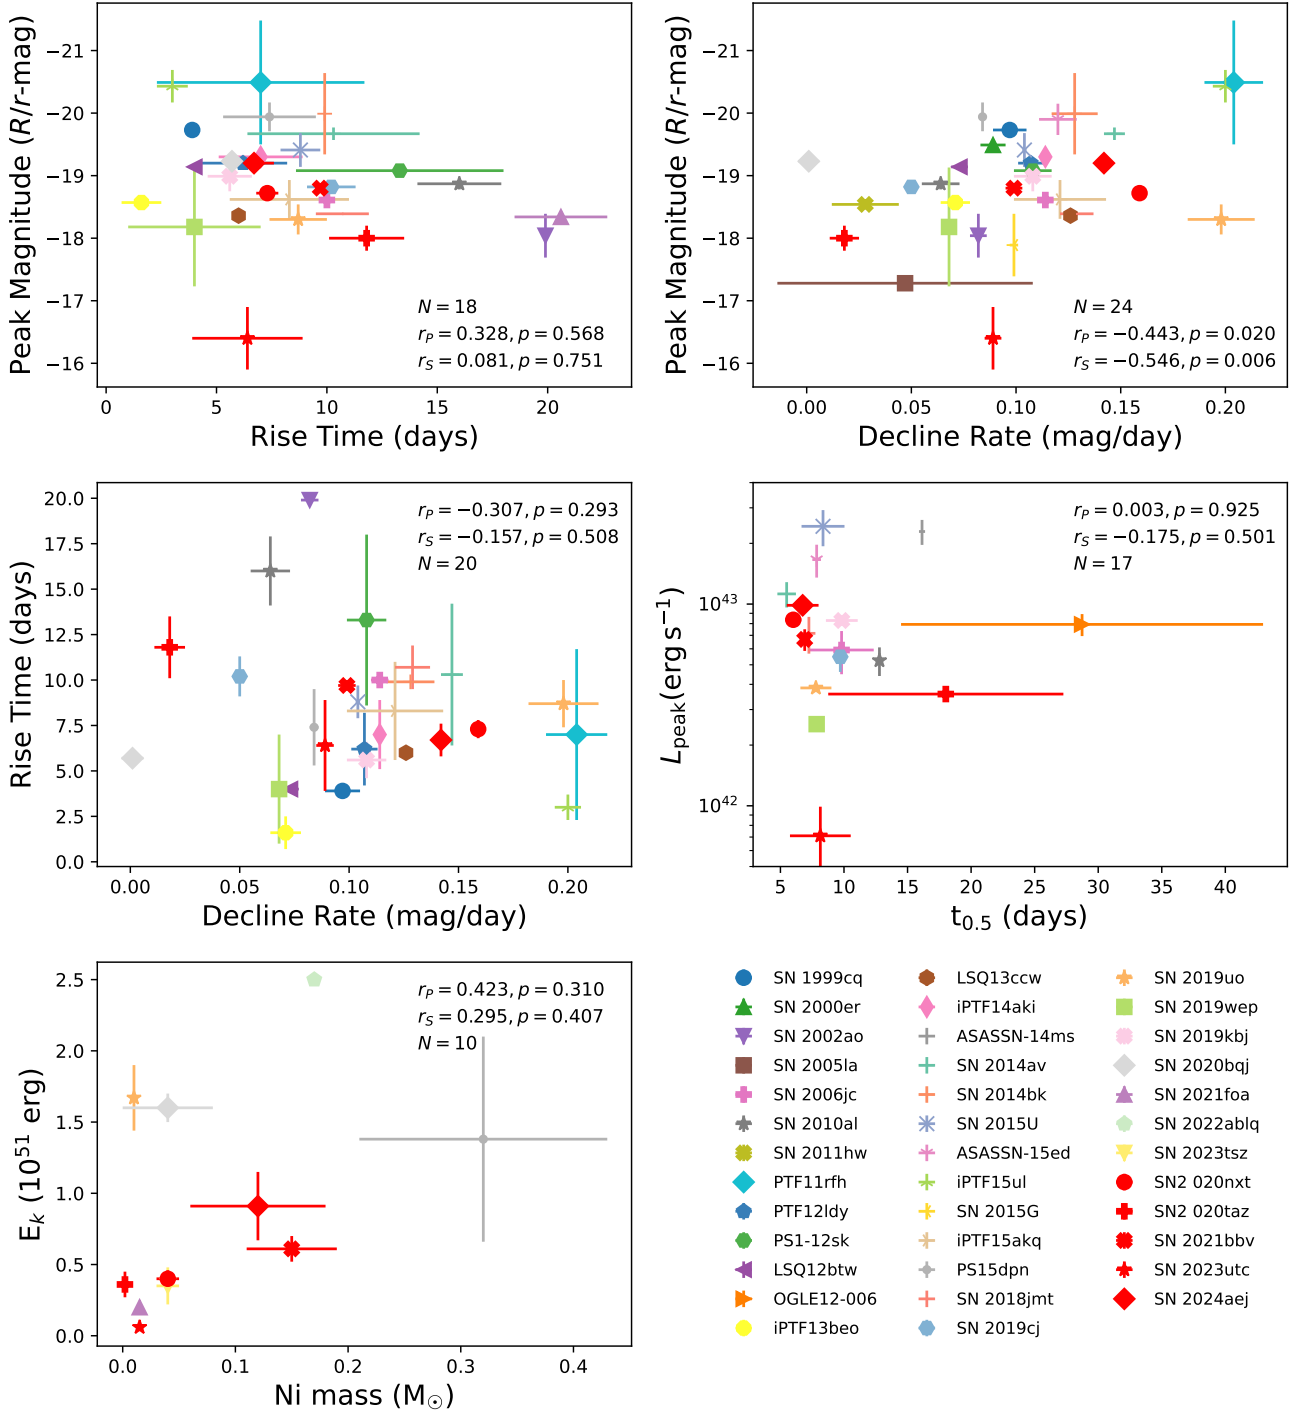 −21
−20
−19
−18
−17
−16
Peak Magnitude (R/r-mag)
0
5
10
15
20
Rise Time (days)
N = 18
r_P = 0.328, p = 0.568
r_S = 0.081, p = 0.751
−21
−20
−19
−18
−17
−16
Peak Magnitude (R/r-mag)
0.00
0.05
0.10
0.15
0.20
Decline Rate (mag/day)
N = 24
r_P = −0.443, p = 0.020
r_S = −0.546, p = 0.006
20.0
17.5
15.0
12.5
10.0
7.5
5.0
2.5
0.0
Rise Time (days)
0.00
0.05
0.10
0.15
0.20
Decline Rate (mag/day)
r_P = −0.307, p = 0.293
r_S = −0.157, p = 0.508
N = 20
10^43
10^42
L_peak(erg s^−1)
5
10
15
20
25
30
35
40
t_0.5 (days)
r_P = 0.003, p = 0.925
r_S = −0.175, p = 0.501
N = 17
2.5
2.0
1.5
1.0
0.5
0.0
E_k (10^51 erg)
0.0
0.1
0.2
0.3
0.4
Ni mass (M_⊙)
r_P = 0.423, p = 0.310
r_S = 0.295, p = 0.407
N = 10
SN 1999cq
SN 2000er
SN 2002ao
SN 2005la
SN 2006jc
SN 2010al
SN 2011hw
PTF11rfh
PTF12ldy
PS1-12sk
LSQ12btw
OGLE12-006
iPTF13beo
LSQ13ccw
iPTF14aki
ASASSN-14ms
SN 2014av
SN 2014bk
SN 2015U
ASASSN-15ed
iPTF15ul
SN 2015G
iPTF15akq
PS15dpn
SN 2018jmt
SN 2019cj
SN 2019uo
SN 2019wep
SN 2019kbj
SN 2020bqj
SN 2021foa
SN 2022ablq
SN 2023tsz
SN2 020nxt
SN2 020taz
SN 2021bbv
SN 2023utc
SN 2024aej